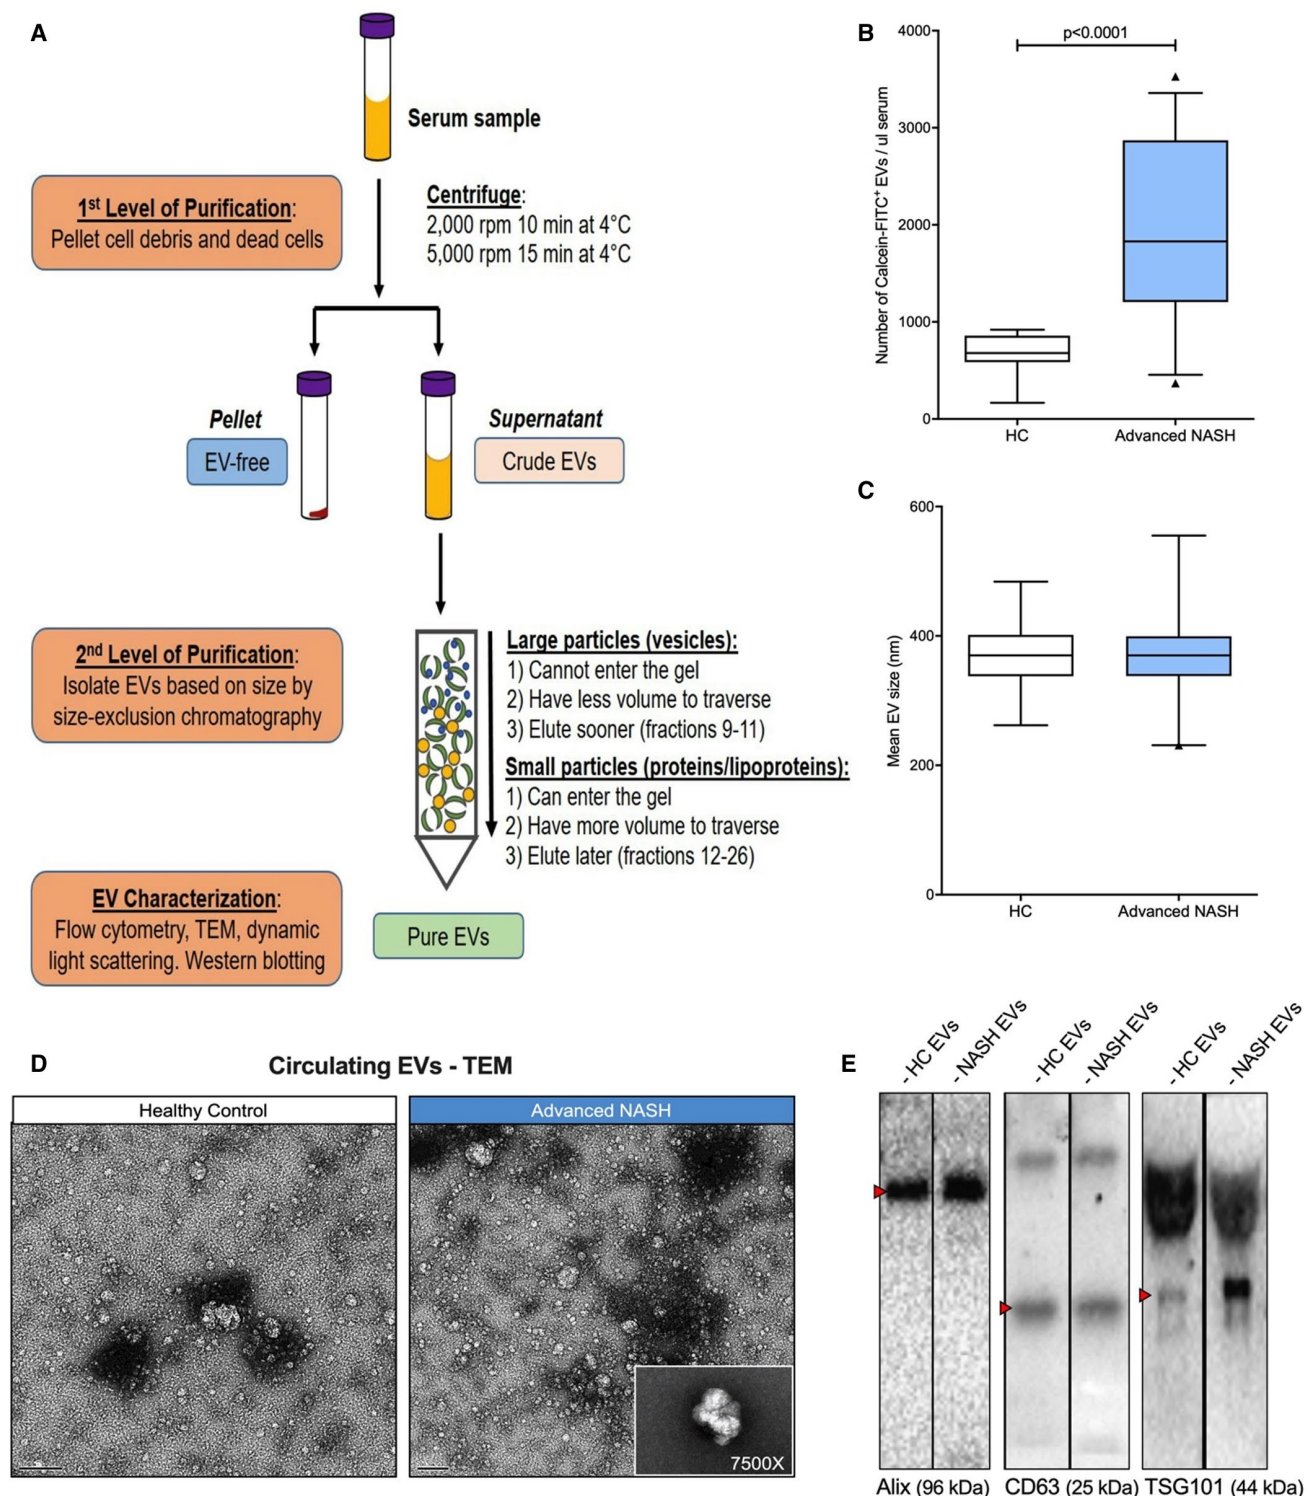 A
Serum sample
1st Level of Purification:
Pellet cell debris and dead cells
Centrifuge:
2,000 rpm 10 min at 4°C
5,000 rpm 15 min at 4°C
Pellet
EV-free
Supernatant
Crude EVs
2nd Level of Purification:
Isolate EVs based on size by
size-exclusion chromatography
Large particles (vesicles):
1) Cannot enter the gel
2) Have less volume to traverse
3) Elute sooner (fractions 9-11)
Small particles (proteins/lipoproteins):
1) Can enter the gel
2) Have more volume to traverse
3) Elute later (fractions 12-26)
EV Characterization:
Flow cytometry, TEM, dynamic
light scattering. Western blotting
Pure EVs
B
p<0.0001
Number of Calcein-FITC+ EVs / ul serum
4000
3000
2000
1000
0
HC
Advanced NASH
C
Mean EV size (nm)
600
400
200
0
HC
Advanced NASH
D
Circulating EVs - TEM
Healthy Control
Advanced NASH
7500X
E
- HC EVs
- NASH EVs
- HC EVs
- NASH EVs
- HC EVs
- NASH EVs
Alix (96 kDa)
CD63 (25 kDa)
TSG101 (44 kDa)